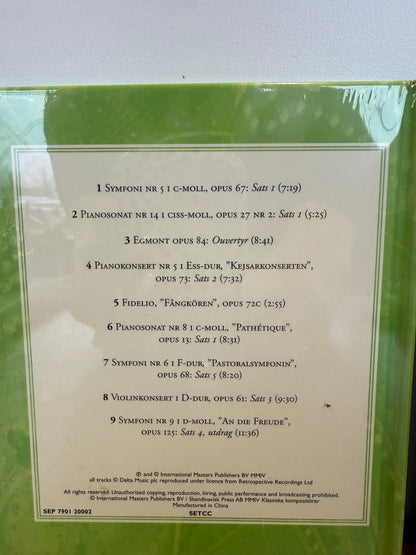 1 Symfoni nr 5 i c-moll, opus 67: Sats 1 (7:19)
2 Pianosonat nr 14 i ciss-moll, opus 27 nr 2: Sats 1 (5:25)
3 Egmont opus 84: Ouvertyr (8:41)
4 Pianokonsert nr 5 i Ess-dur, "Kejsarkonserten",
opus 73: Sats 2 (7:32)
5 Fidelio, "Fångkören", opus 72c (2:55)
6 Pianosonat nr 8 i c-moll, "Pathétique",
opus 13: Sats 1 (8:31)
7 Symfoni nr 6 i F-dur, "Pastoralsymfonin",
opus 68: Sats 5 (8:20)
8 Violinkonsert i D-dur, opus 61: Sats 3 (9:30)
9 Symfoni nr 9 i d-moll, "An die Freude",
opus 125: Sats 4, utdrag (11:36)
℗ and © International Masters Publishers BV MMIV
all tracks © Delta Music plc reproduced under licence from Retrospective Recordings Ltd
All rights reserved. Unauthorized copying, reproduction, hiring, public performance and broadcasting prohibited.
© International Masters Publishers BV / Skandinavisk Press AB MMIV Klassiska kompositörer
Manufactured in China
SEP 7901 20002
SETCC